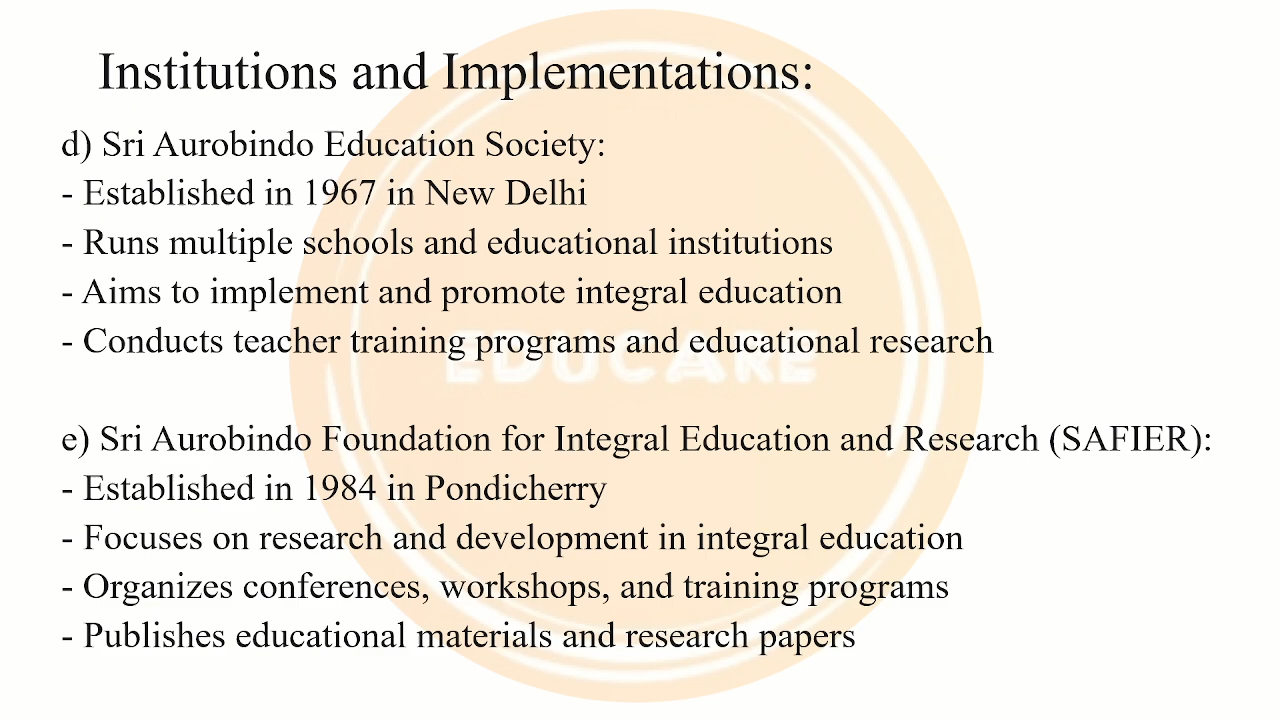 Institutions and Implementations:
d) Sri Aurobindo Education Society:
- Established in 1967 in New Delhi
- Runs multiple schools and educational institutions
- Aims to implement and promote integral education
- Conducts teacher training programs and educational research
EDUCARE
e) Sri Aurobindo Foundation for Integral Education and Research (SAFIER):
- Established in 1984 in Pondicherry
- Focuses on research and development in integral education
- Organizes conferences, workshops, and training programs
- Publishes educational materials and research papers